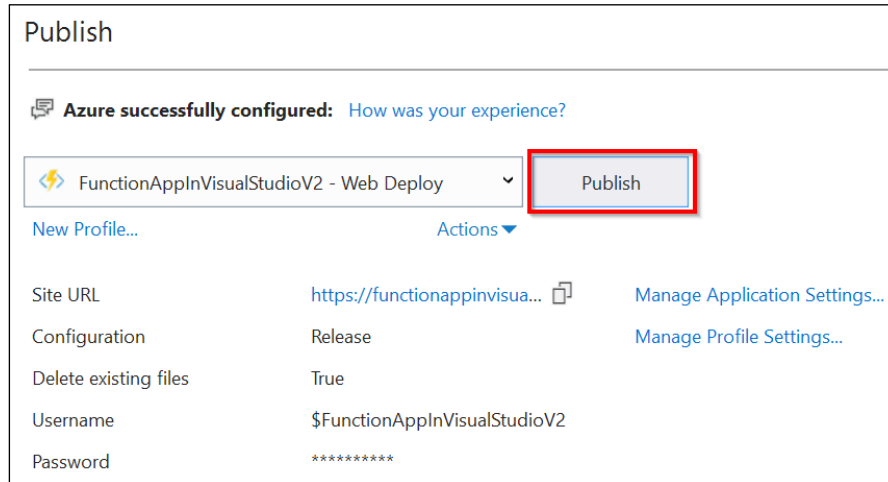 Publish
Azure successfully configured: How was your experience?
FunctionAppInVisualStudioV2 - Web Deploy Publish
New Profile... Actions
Site URL https://functionappinvisua... Manage Application Settings...
Configuration Release Manage Profile Settings...
Delete existing files True
Username $FunctionAppInVisualStudioV2
Password **********